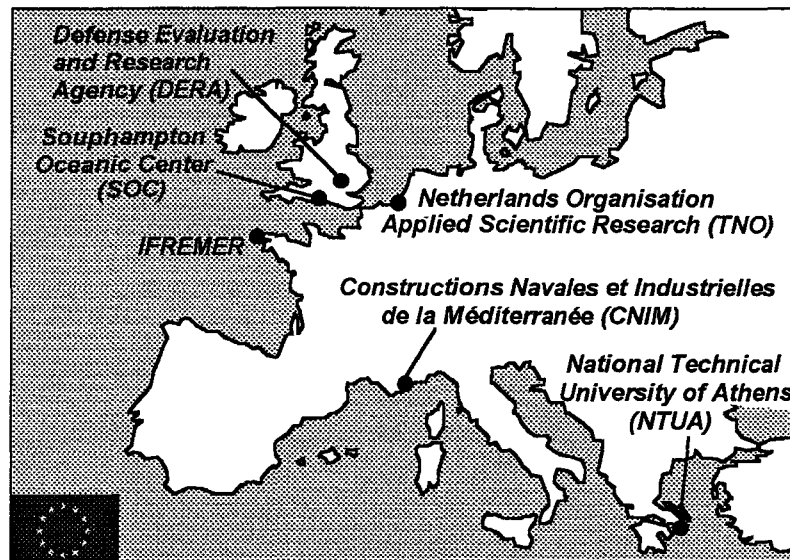 Defense Evaluation
and Research
Agency (DERA)
Souphampton
Oceanic Center
(SOC)
Netherlands Organisation
Applied Scientific Research (TNO)
IFREMER
Constructions Navales et Industrielles
de la Méditerranée (CNIM)
National Technical
University of Athens
(NTUA)